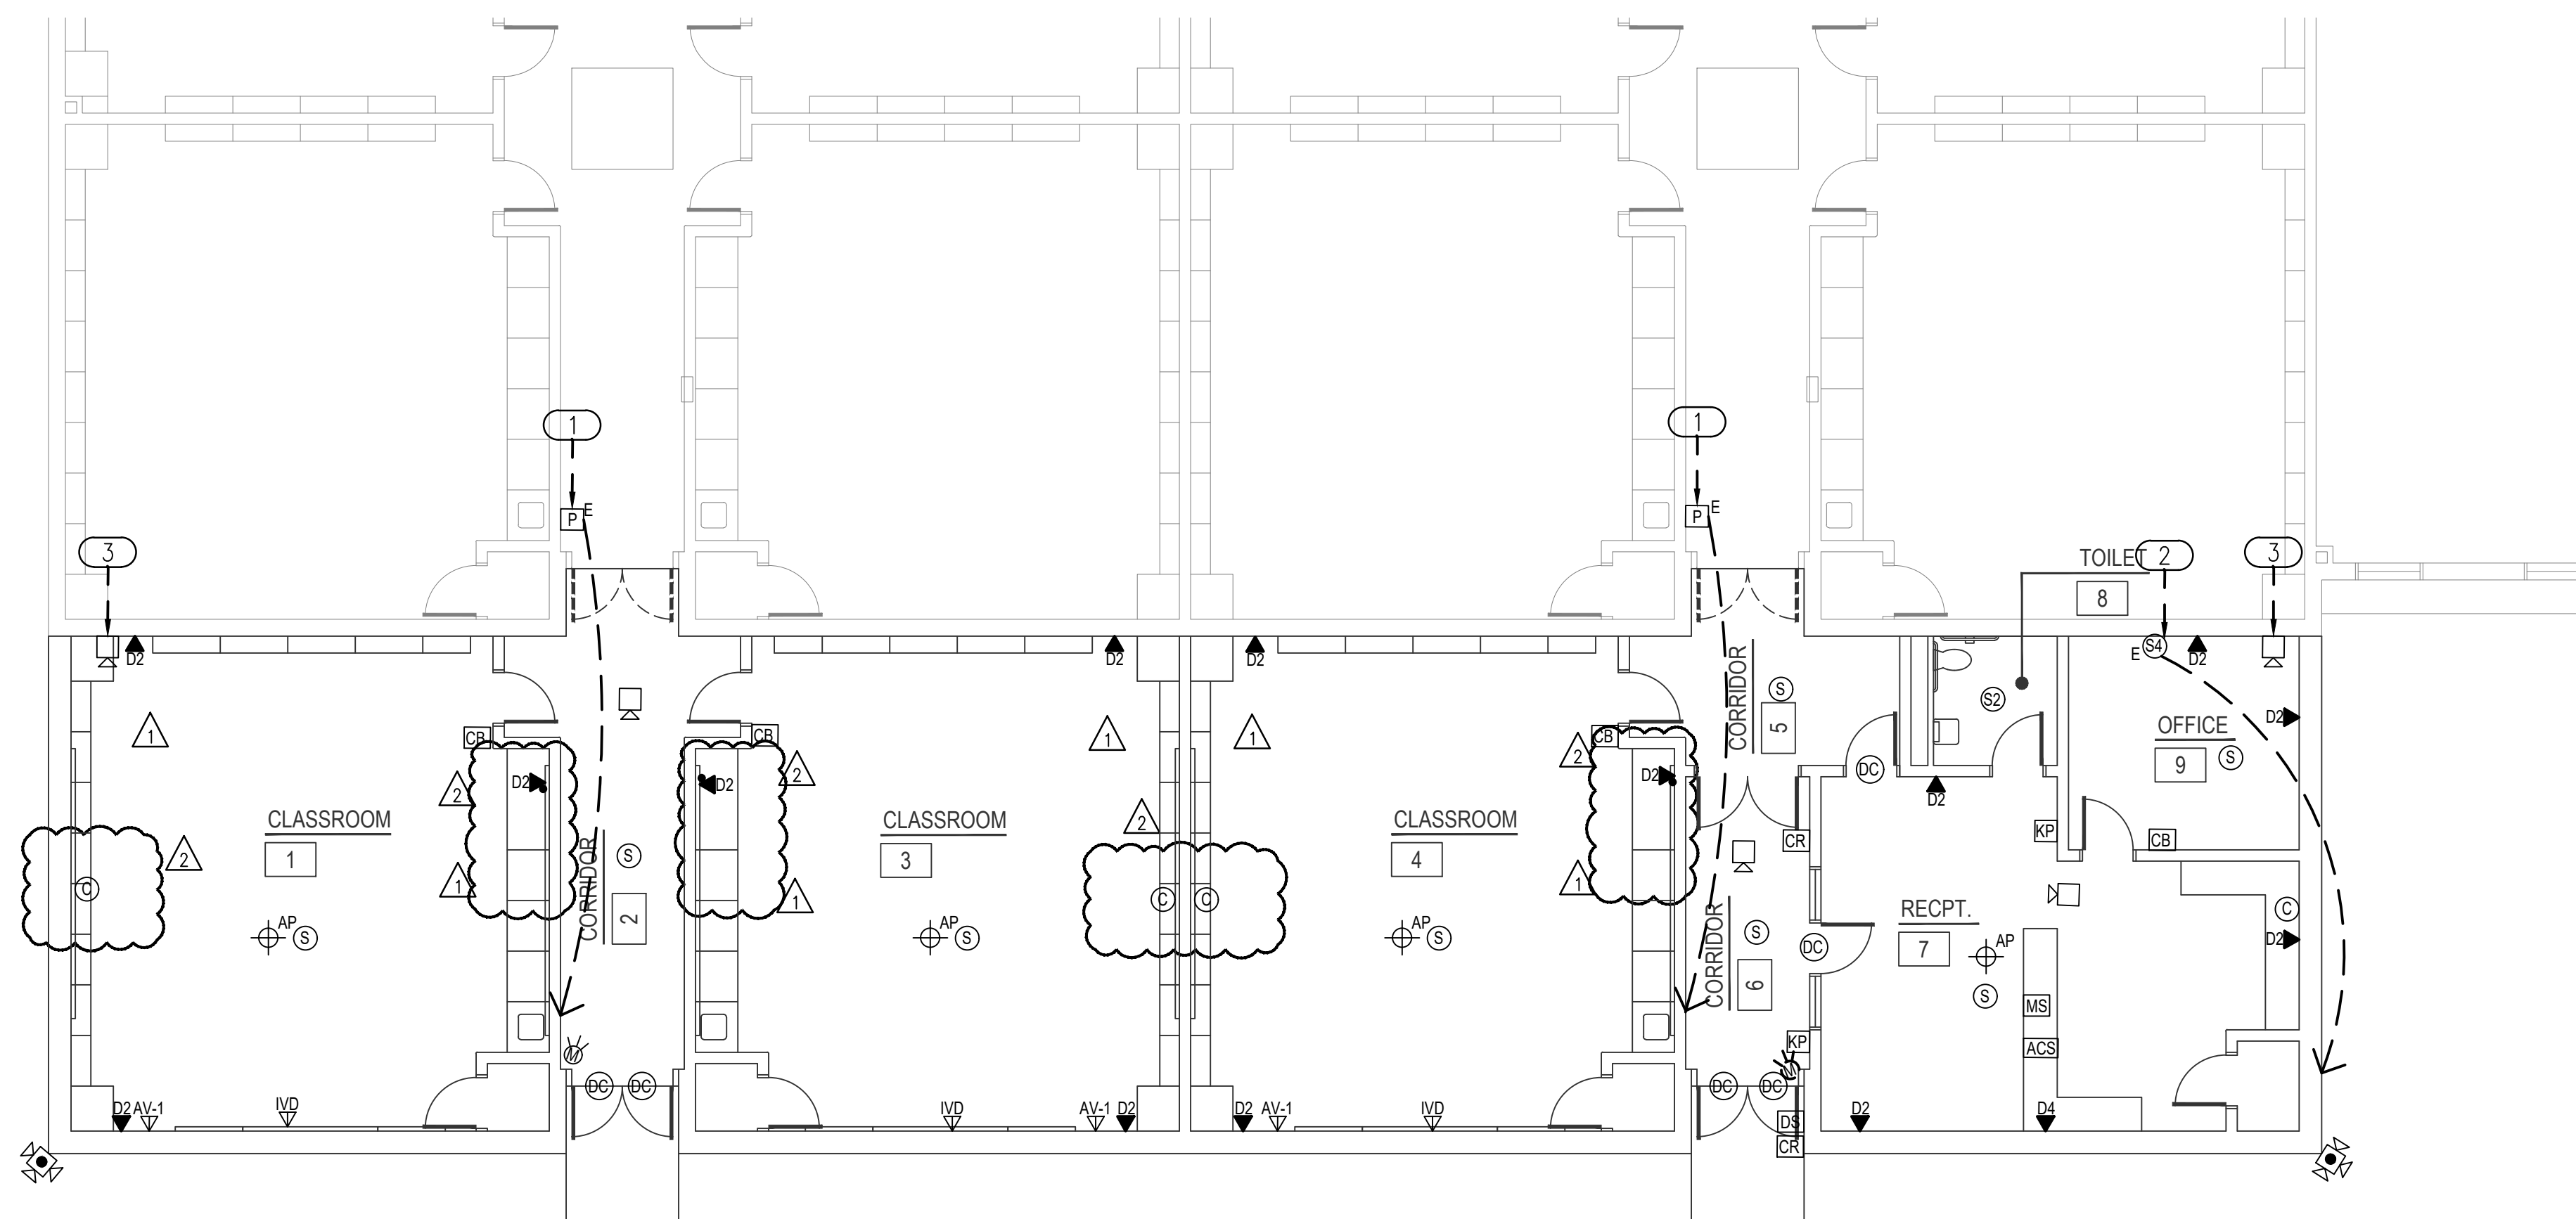 1
1
P E
P E
3
TOILET
2
3
8
E S4
D2
D2
D2
D2
S
CORRIDOR
5
S2
OFFICE
9
S
D2
1
1
1
CB
CB
CB
2
2
2
D2
D2
D2
DC
D2
CLASSROOM
1
CLASSROOM
3
CLASSROOM
4
2
2
KP
CB
CR
S
CORRIDOR
2
1
1
1
C
C
C
C
RECPT.
7
AP
S
AP
S
AP
S
AP
S
S
CORRIDOR
6
DC
D2
MS
ACS
M
KP
M
DC
DC
DC
DC
D2
AV-1
IVD
IVD
AV-1
D2
D2
AV-1
IVD
DS
D2
D4
CR